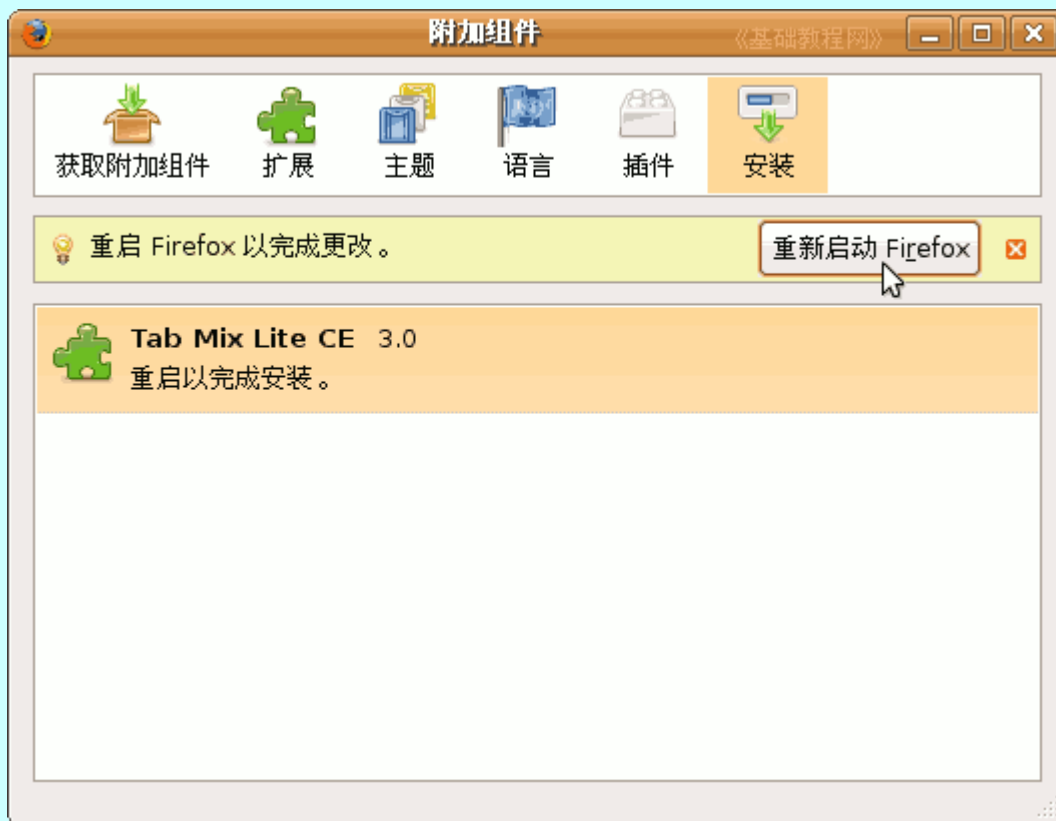 附加组件
《基础教程网》
获取附加组件 扩展 主题 语言 插件 安装
重启 Firefox 以完成更改。 重新启动 Firefox
Tab Mix Lite CE 3.0
重启以完成安装。